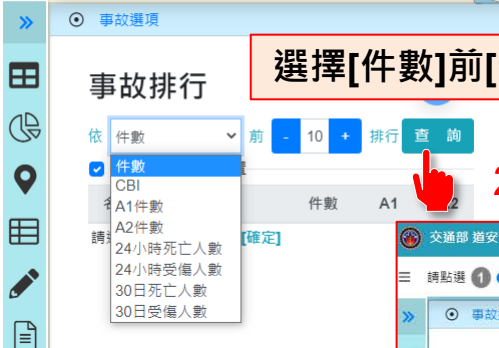 事故選項
選擇[件數]前[
事故排行
依 件數 前 - 10 + 排行 查 詢
件數
CBI
A1件數
A2件數
24小時死亡人數
24小時受傷人數
30日死亡人數
30日受傷人數
件數 A1
[確定]
交通部 道安
請點選 1
事故